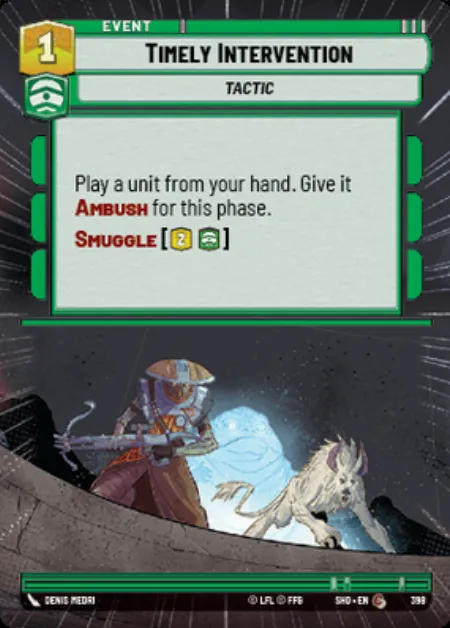 EVENT
1
TIMELY INTERVENTION
TACTIC
Play a unit from your hand. Give it
AMBUSH for this phase.
SMUGGLE [2]
DENIS MEDRI
© LFL © FFG
SHD • EN
398